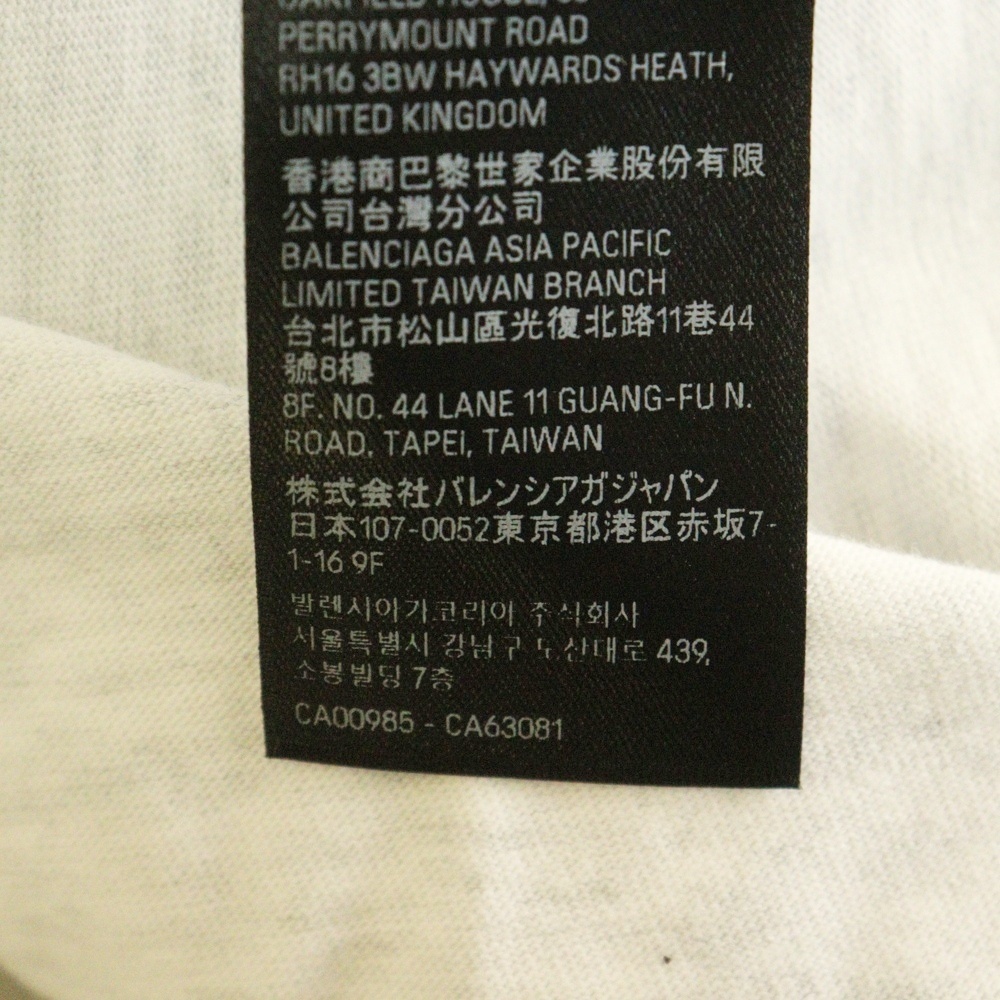 PERRYMOUNT ROAD
RH16 3BW HAYWARDS HEATH,
UNITED KINGDOM
香港商巴黎世家企業股份有限
公司台灣分公司
BALENCIAGA ASIA PACIFIC
LIMITED TAIWAN BRANCH
台北市松山區光復北路11巷44
號8樓
8F. NO. 44 LANE 11 GUANG-FU N.
ROAD. TAPEI, TAIWAN
株式会社バレンシアガジャパン
日本107-0052東京都港区赤坂7-
1-16 9F
발렌시아가코리아 주식회사
서울특별시 강남구 도산대로 439,
소봉빌딩 7층
CA00985 - CA63081